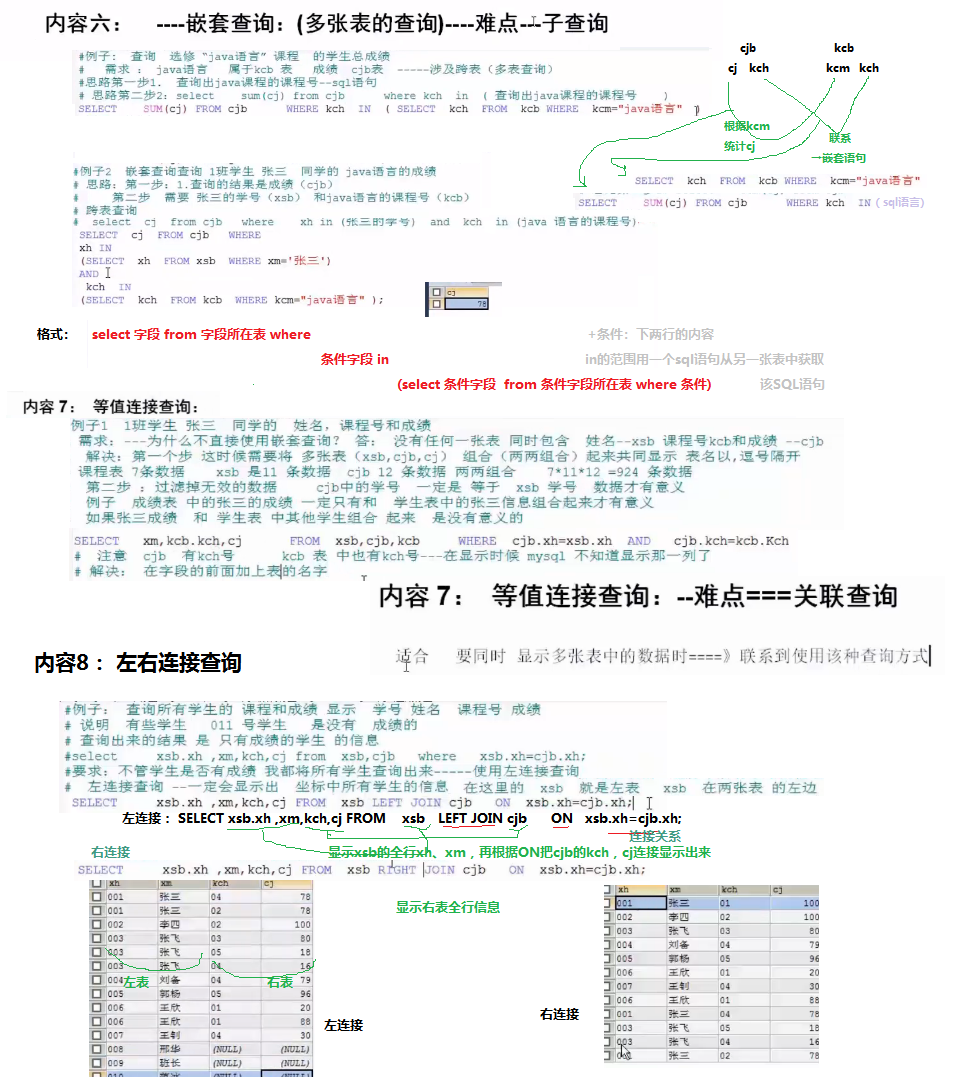 内容六： ----嵌套查询：(多张表的查询)----难点---子查询
#例子： 查询 选修 “java语言” 课程 的学生总成绩
# 需求 ： java语言 属于kcb 表 成绩 cjb表 -----涉及跨表（多表查询）
#思路第一步1. 查询出java课程的课程号--sql语句
# 思路第二步2：select sum(cj) from cjb where kch in （ 查询出java课程的课程号 ）
SELECT SUM(cj) FROM cjb WHERE kch IN ( SELECT kch FROM kcb WHERE kcm="java语言" )
cjb kcb
cj kch kcm kch
根据kcm
统计cj
联系
→嵌套语句
SELECT kch FROM kcb WHERE kcm="java语言"
SELECT SUM(cj) FROM cjb WHERE kch IN ( sql语言)
#例子2 嵌套查询查询 1班学生 张三 同学的 java语言的成绩
# 思路：第一步：1.查询的结果是成绩（cjb）
# 第二步 需要 张三的学号（xsb） 和java语言的课程号（kcb）
# 跨表查询
# select cj from cjb where xh in (张三的学号) and kch in (java 语言的课程号)
SELECT cj FROM cjb WHERE
xh IN
(SELECT xh FROM xsb WHERE xm='张三')
AND
kch IN
(SELECT kch FROM kcb WHERE kcm="java语言" );
cj
78
格式： select 字段 from 字段所在表 where +条件：下两行的内容
条件字段 in in的范围用一个sql语句从另一张表中获取
(select 条件字段 from 条件字段所在表 where 条件) 该SQL语句
内容 7： 等值连接查询：
例子1 1班学生 张三 同学的 姓名，课程号和成绩
需求：---为什么不直接使用嵌套查询？ 答： 没有任何一张表 同时包含 姓名--xsb 课程号kcb和成绩 --cjb
解决：第一个步 这时候需要将 多张表（xsb,cjb,cj） 组合（两两组合）起来共同显示 表名以,逗号隔开
课程表 7条数据 xsb 是11 条数据 cjb 12 条数据 两两组合 7*11*12 =924 条数据
第二步 ：过滤掉无效的数据 cjb中的学号 一定是 等于 xsb 学号 数据才有意义
例子 成绩表 中的张三的成绩 一定只有和 学生表中的张三信息组合起来才有意义
如果张三成绩 和 学生表 中其他学生组合 起来 是没有意义的
SELECT xm,kcb.kch,cj FROM xsb,cjb,kcb WHERE cjb.xh=xsb.xh AND cjb.kch=kcb.Kch
# 注意 cjb 有kch号 kcb 表 中也有kch号---在显示时候 mysql 不知道显示那一列了
# 解决： 在字段的前面加上表的名字
内容 7： 等值连接查询：--难点===关联查询
适合 要同时 显示多张表中的数据时====》联系到使用该种查询方式
内容8 ：左右连接查询
#例子： 查询所有学生的 课程和成绩 显示 学号 姓名 课程号 成绩
# 说明 有些学生 011 号学生 是没有 成绩的
# 查询出来的结果 是 只有成绩的学生 的信息
#select xsb.xh ,xm,kch,cj from xsb,cjb where xsb.xh=cjb.xh;
#要求：不管学生是否有成绩 我都将所有学生查询出来-----使用左连接查询
# 左连接查询 --一定会显示出 坐标中所有学生的信息 在这里的 xsb 就是左表 xsb 在两张表 的左边
SELECT xsb.xh ,xm,kch,cj FROM xsb LEFT JOIN cjb ON xsb.xh=cjb.xh;
左连接： SELECT xsb.xh ,xm,kch,cj FROM xsb LEFT JOIN cjb ON xsb.xh=cjb.xh;
连接关系
右连接 显示xsb的全行xh、xm，再根据ON把cjb的kch，cj连接显示出来
SELECT xsb.xh ,xm,kch,cj FROM xsb RIGHT JOIN cjb ON xsb.xh=cjb.xh;
显示右表全行信息
xh xm kch cj
001 张三 04 78
001 张三 02 78
002 李四 02 100
003 张飞 03 80
003 张飞 05 18
003 张飞 04 16
004 刘备 04 79
005 郭杨 05 96
006 王欣 01 20
006 王欣 01 88
007 王钊 04 30
008 邢华 (NULL) (NULL)
009 班长 (NULL) (NULL)
左表 右表
左连接
右连接
xh xm kch cj
001 张三 01 100
002 李四 02 100
003 张飞 03 80
004 刘备 04 79
005 郭杨 05 96
006 王欣 01 20
007 王钊 04 30
006 王欣 01 88
001 张三 04 78
003 张飞 05 18
003 张飞 04 16
001 张三 02 78